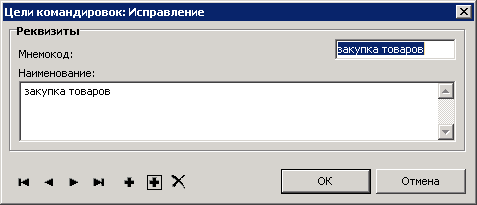 Цели командировок: Исправление
Реквизиты
Мнемокод: закупка товаров
Наименование:
закупка товаров
OK Отмена